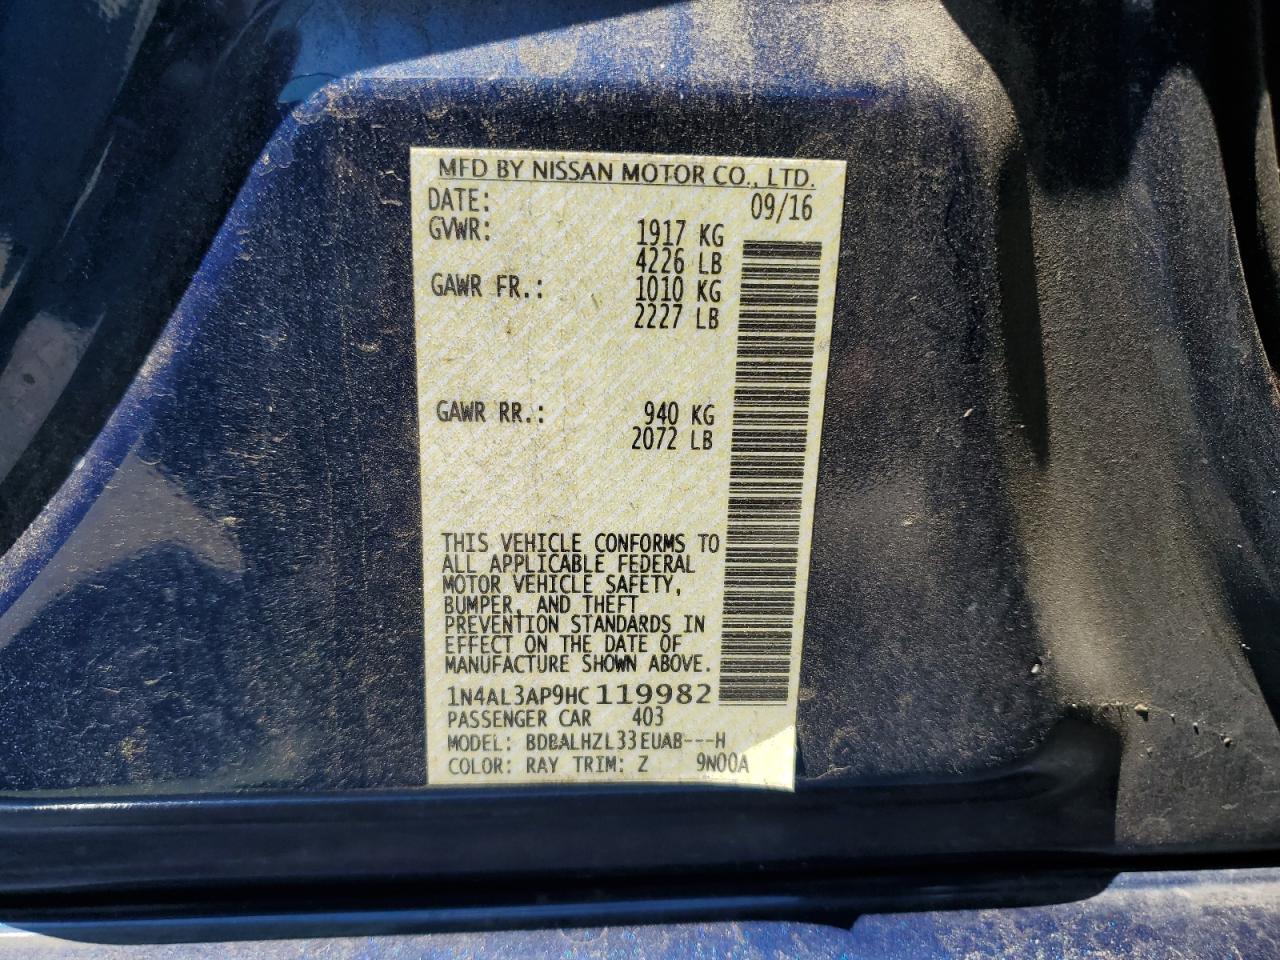 MFD BY NISSAN MOTOR CO., LTD.
DATE: 09/16
GVWR: 1917 KG
4226 LB
GAWR FR.: 1010 KG
2227 LB
GAWR RR.: 940 KG
2072 LB
THIS VEHICLE CONFORMS TO
ALL APPLICABLE FEDERAL
MOTOR VEHICLE SAFETY,
BUMPER, AND THEFT
PREVENTION STANDARDS IN
EFFECT ON THE DATE OF
MANUFACTURE SHOWN ABOVE.
1N4AL3AP9HC119982
PASSENGER CAR 403
MODEL: BDBALHZL33EUAB---H
COLOR: RAY TRIM: Z 9N00A